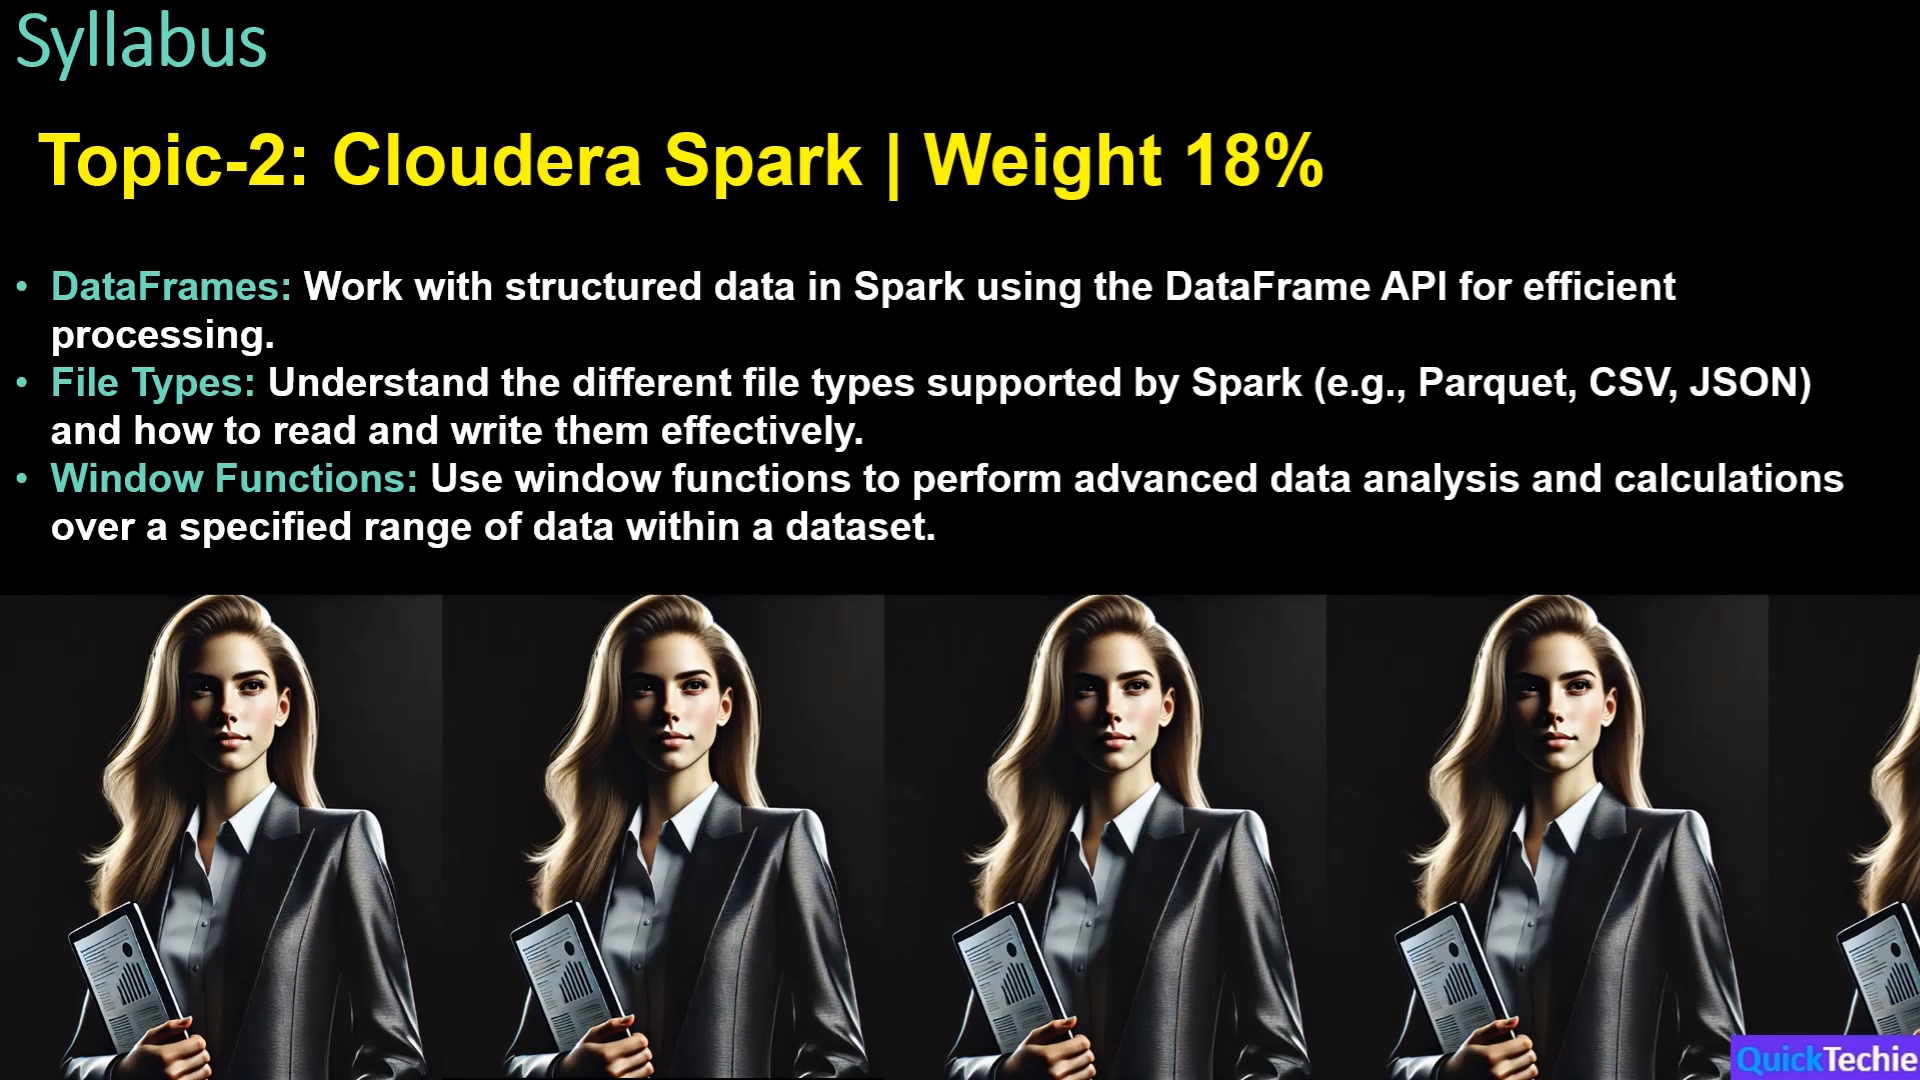 Syllabus
Topic-2: Cloudera Spark | Weight 18%
• DataFrames: Work with structured data in Spark using the DataFrame API for efficient
processing.
• File Types: Understand the different file types supported by Spark (e.g., Parquet, CSV, JSON)
and how to read and write them effectively.
• Window Functions: Use window functions to perform advanced data analysis and calculations
over a specified range of data within a dataset.
QuickTechie